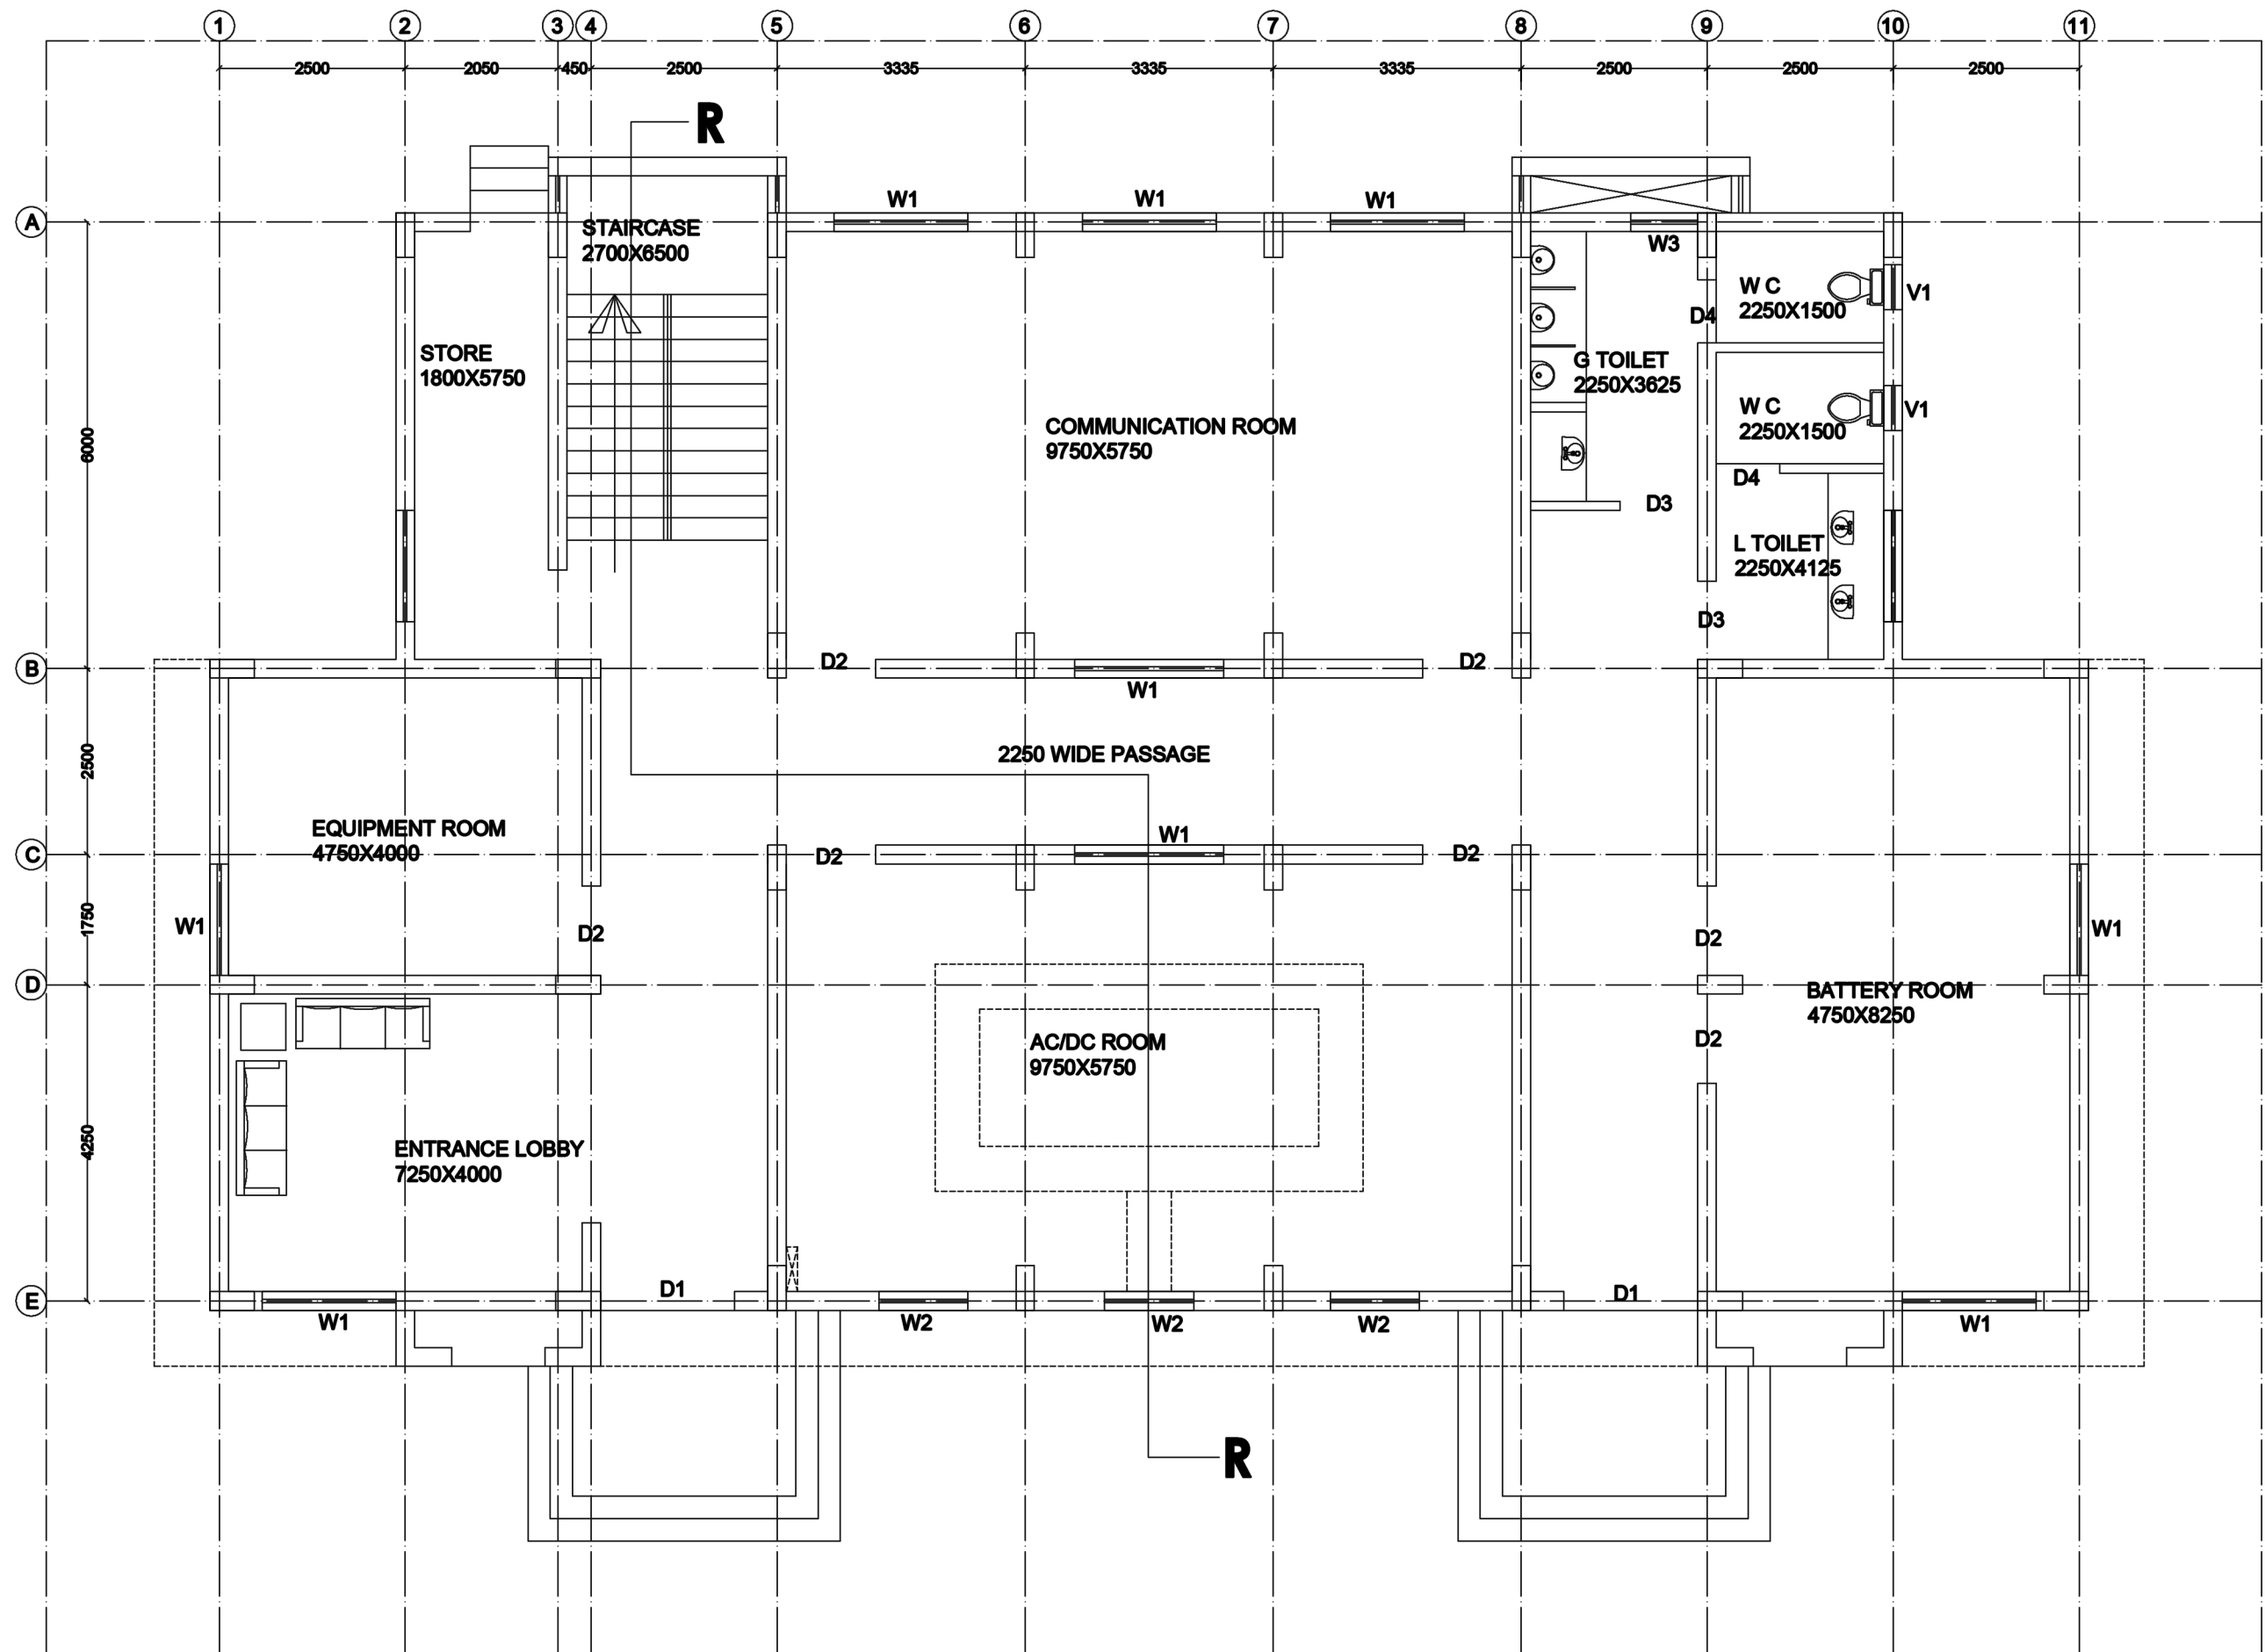 1 2 3 4 5 6 7 8 9 10 11
2500 2050 450 2500 3335 3335 3335 2500 2500 2500
R
A
W1 W1 W1
STAIRCASE
2700X6500
W3
W C
2250X1500
V1
D4
STORE
1800X5750
G TOILET
2250X3625
W C
2250X1500
V1
COMMUNICATION ROOM
9750X5750
6000
D4
D3
L TOILET
2250X4125
D3
B
D2 D2
W1
2500
2250 WIDE PASSAGE
EQUIPMENT ROOM
4750X4000
W1
C
D2 D2
1750
W1
D2
D2
W1
D
BATTERY ROOM
4750X8250
AC/DC ROOM
9750X5750
D2
4250
ENTRANCE LOBBY
7250X4000
D1
D1
E
W1 W2 W2 W2 W1
R